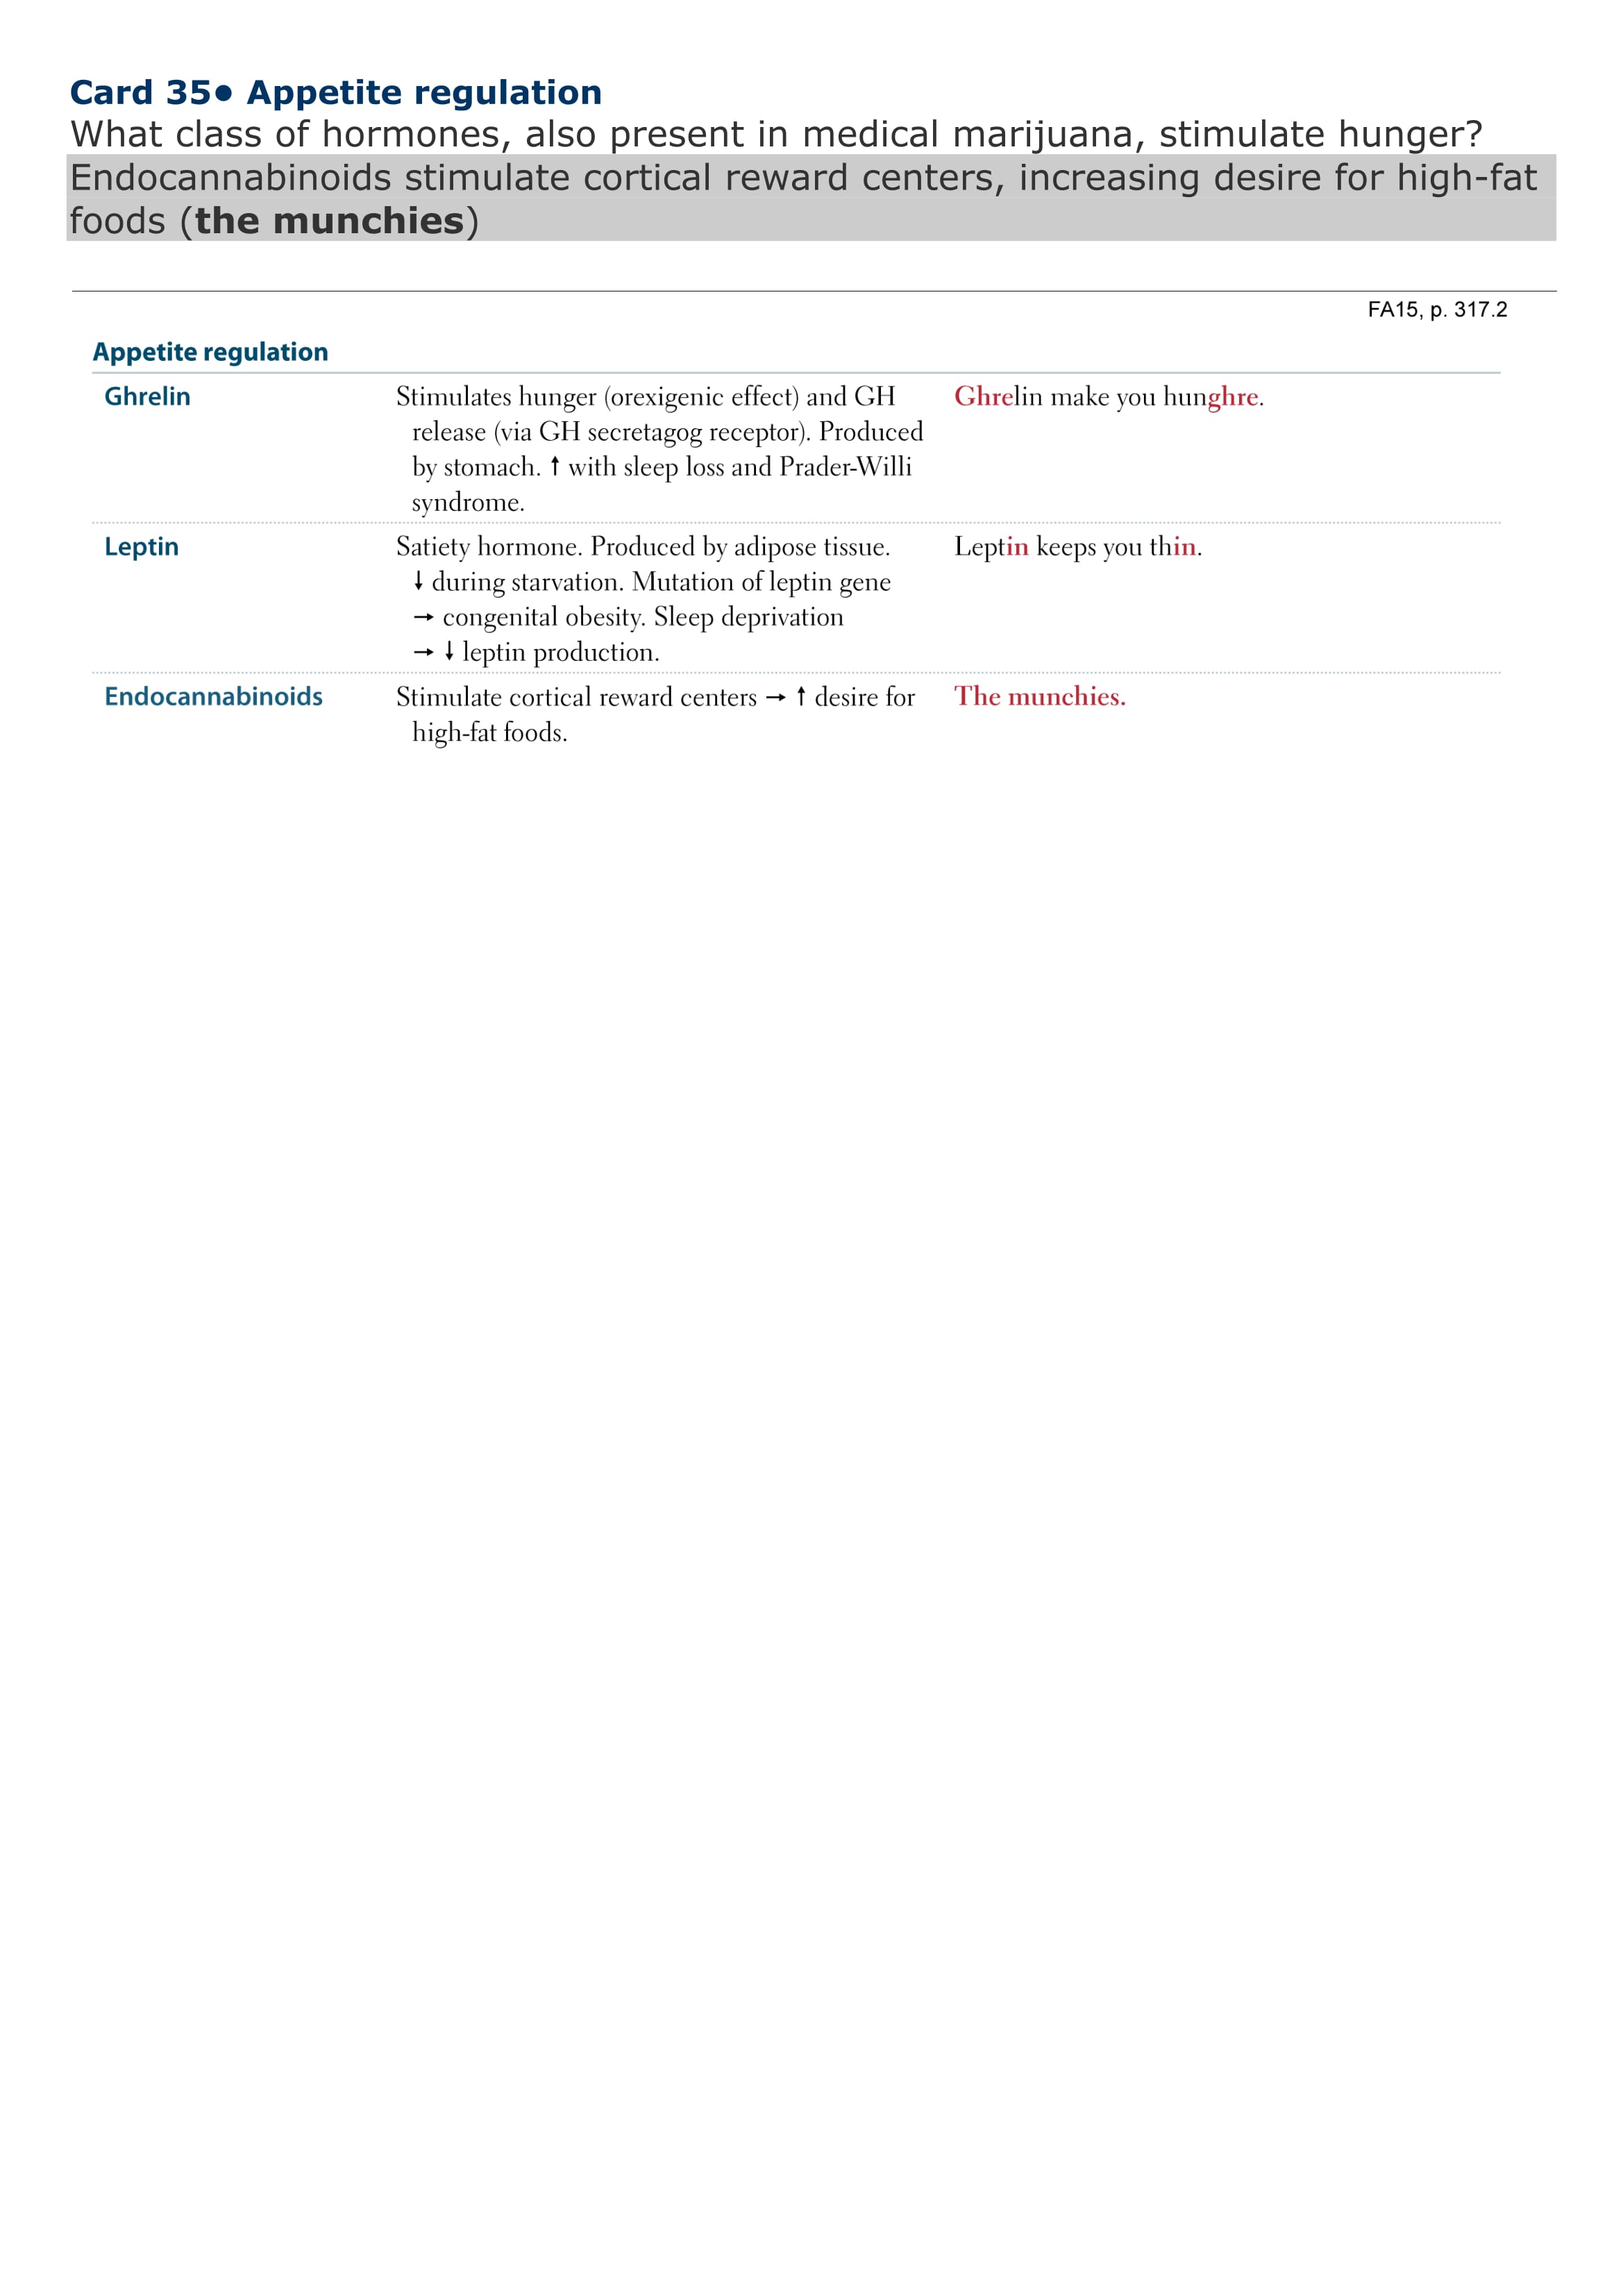 Card 35● Appetite regulation
What class of hormones, also present in medical marijuana, stimulate hunger?
Endocannabinoids stimulate cortical reward centers, increasing desire for high-fat
foods (the munchies)
FA15, p. 317.2
Appetite regulation
Ghrelin
Stimulates hunger (orexigenic effect) and GH
release (via GH secretagog receptor). Produced
by stomach. ↑ with sleep loss and Prader-Willi
syndrome.
Ghrelin make you hunghre.
Leptin
Satiety hormone. Produced by adipose tissue.
↓ during starvation. Mutation of leptin gene
→ congenital obesity. Sleep deprivation
→ ↓ leptin production.
Leptin keeps you thin.
Endocannabinoids
Stimulate cortical reward centers → ↑ desire for
high-fat foods.
The munchies.